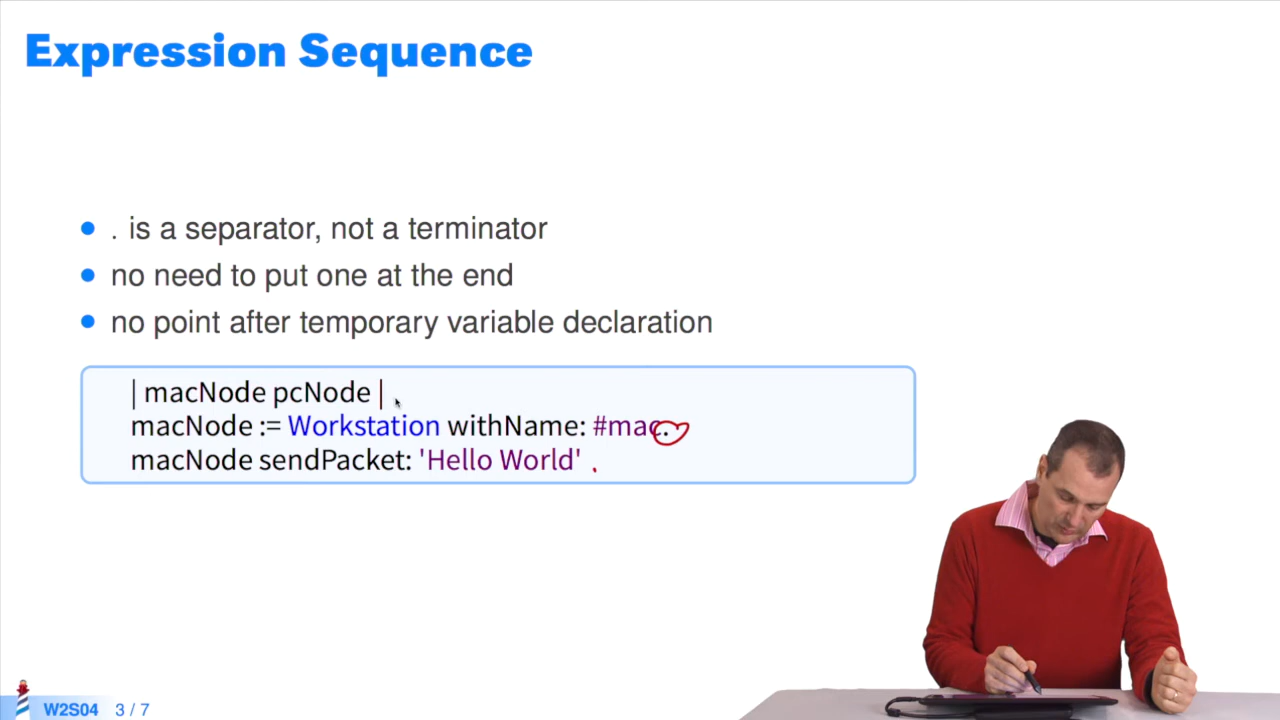 Expression Sequence
. is a separator, not a terminator
no need to put one at the end
no point after temporary variable declaration
| macNode pcNode |
macNode := Workstation withName: #mac.
macNode sendPacket: 'Hello World' .
W2S04 3 / 7